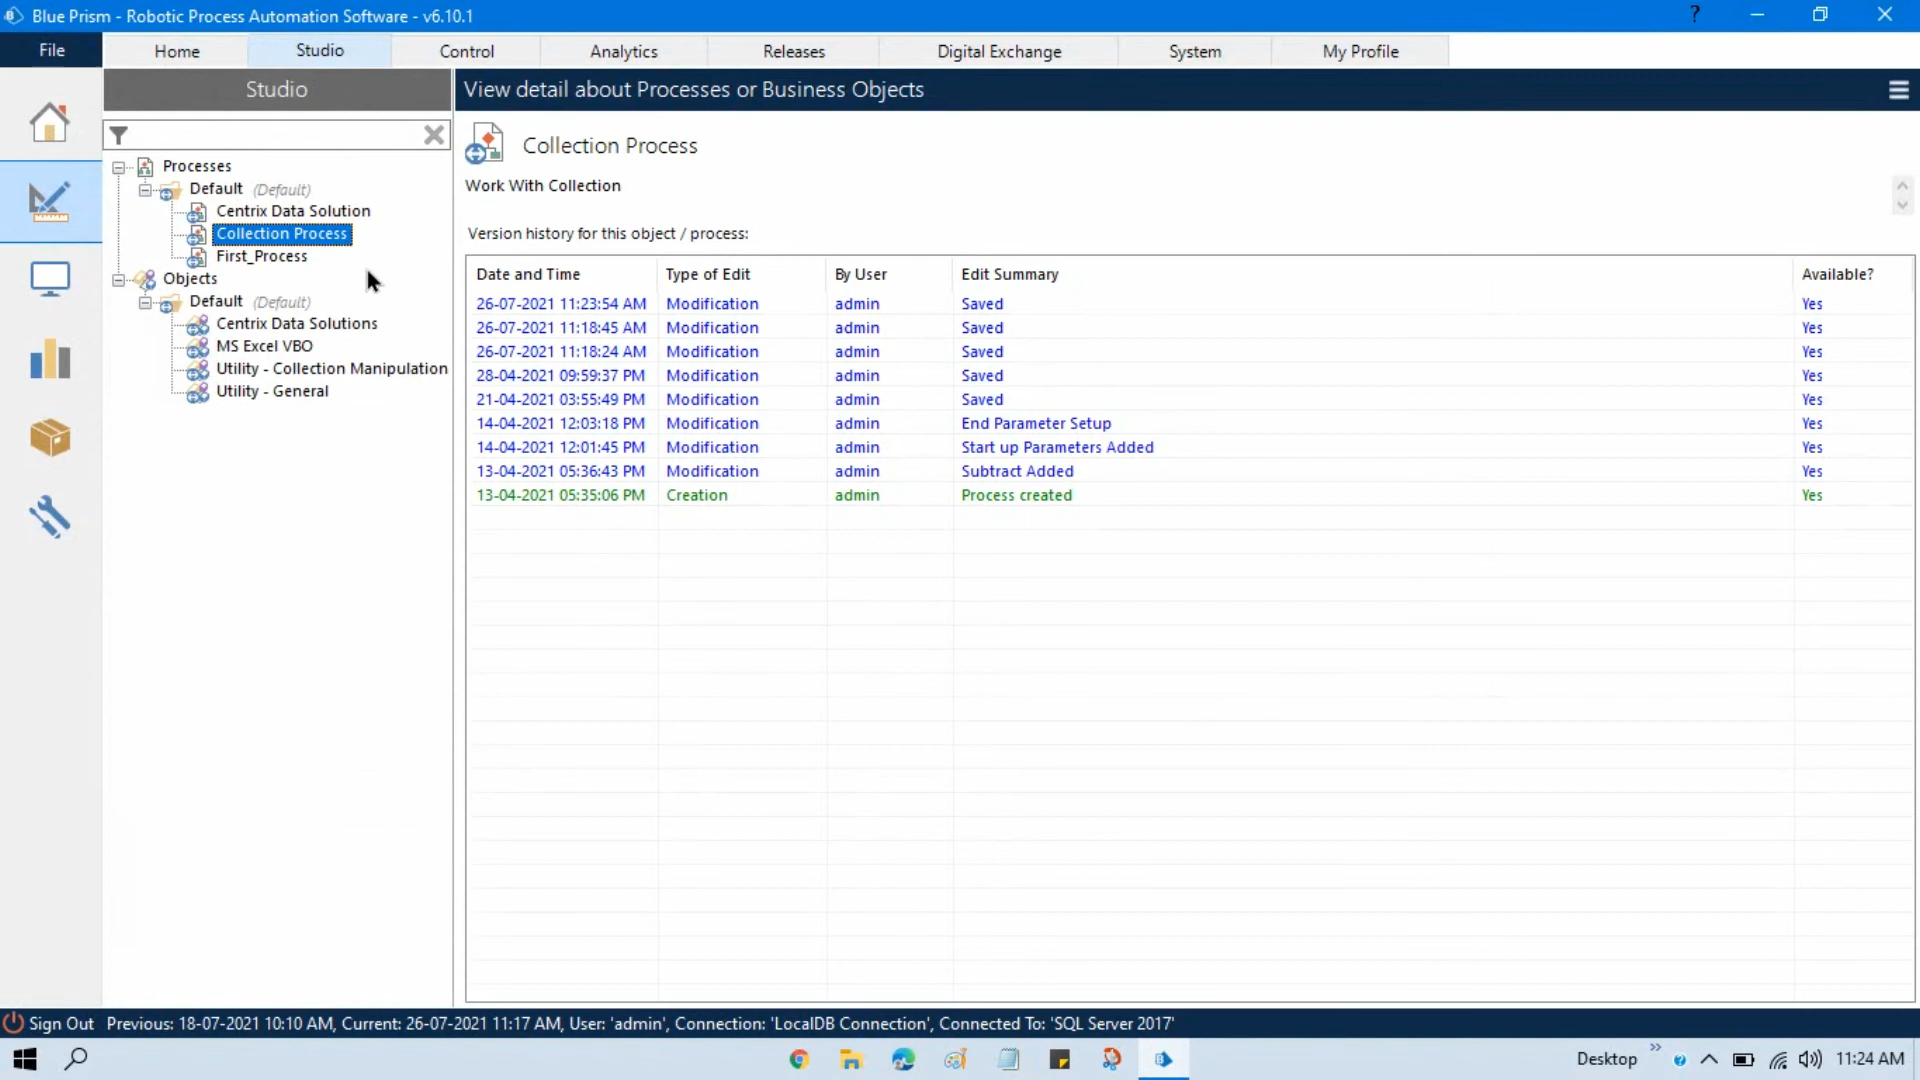 Blue Prism - Robotic Process Automation Software - v6.10.1
?
File Home Studio Control Analytics Releases Digital Exchange System My Profile
Studio
View detail about Processes or Business Objects
Processes
Default (Default)
Centrix Data Solution
Collection Process
First_Process
Objects
Default (Default)
Centrix Data Solutions
MS Excel VBO
Utility - Collection Manipulation
Utility - General
Collection Process
Work With Collection
Version history for this object / process:
Date and Time Type of Edit By User Edit Summary Available?
26-07-2021 11:23:54 AM Modification admin Saved Yes
26-07-2021 11:18:45 AM Modification admin Saved Yes
26-07-2021 11:18:24 AM Modification admin Saved Yes
28-04-2021 09:59:37 PM Modification admin Saved Yes
21-04-2021 03:55:49 PM Modification admin Saved Yes
14-04-2021 12:03:18 PM Modification admin End Parameter Setup Yes
14-04-2021 12:01:45 PM Modification admin Start up Parameters Added Yes
13-04-2021 05:36:43 PM Modification admin Subtract Added Yes
13-04-2021 05:35:06 PM Creation admin Process created Yes
Sign Out Previous: 18-07-2021 10:10 AM, Current: 26-07-2021 11:17 AM, User: 'admin', Connection: 'LocalDB Connection', Connected To: 'SQL Server 2017'
Desktop 11:24 AM